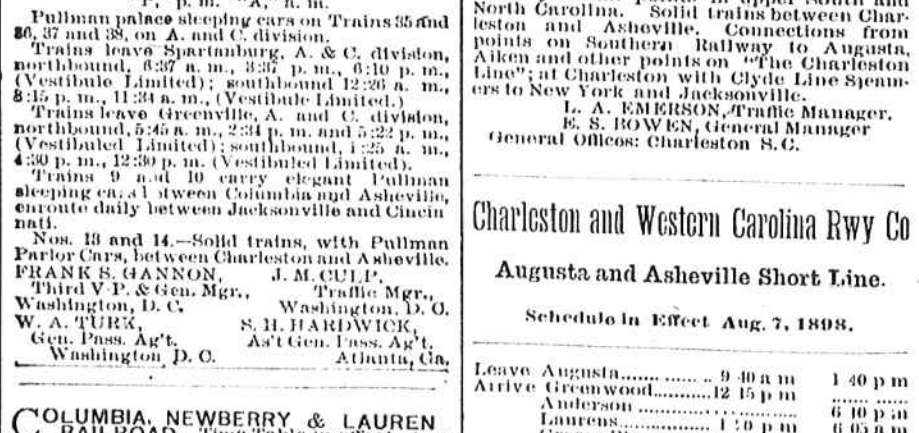 "A," a. m.
Pullman palace sleeping cars on Trains 35 and
36, 37 and 38, on A. and C. division.
Trains leave Spartanburg, A. & C. division,
northbound, 6:37 a. m., 3:37 p. m., 6:10 p. m.,
(Vestibule Limited); southbound 12:26 a. m.,
3:15 p. m., 11:34 a. m., (Vestibule Limited.)
Trains leave Greenville, A. and C. division,
northbound, 5:45 a. m., 2:34 p. m. and 5:22 p. m.,
(Vestibuled Limited); southbound, 1:25 a. m.,
4:30 p. m., 12:30 p. m. (Vestibuled Limited).
Trains 9 and 10 carry elegant Pullman
sleeping between Columbia and Asheville,
enroute daily between Jacksonville and Cincin
nati.
Nos. 13 and 14.—Solid trains, with Pullman
Parlor Cars, between Charleston and Asheville.
FRANK S. GANNON, J. M. CULP,
Third V-P. & Gen. Mgr., Traffic Mgr.,
Washington, D. C. Washington, D. C.
W. A. TURK, S. H. HARDWICK,
Gen. Pass. Ag't. As't Gen. Pass. Ag't.
Washington, D. C. Atlanta, Ga.
COLUMBIA, NEWBERRY & LAUREN
RAILROAD
North Carolina. Solid trains between Char-
leston and Asheville. Connections from
points on Southern Railway to Augusta,
Aiken and other points on "The Charleston
Line"; at Charleston with Clyde Line Steam-
ers to New York and Jacksonville.
L. A. EMERSON, Traffic Manager.
E. S. BOWEN, General Manager
General Offices: Charleston S.C.
Charleston and Western Carolina Rwy Co
Augusta and Asheville Short Line.
Schedule in Effect Aug. 7, 1898.
Leave Augusta 9 40 a m 1 40 p m
Arrive Greenwood 12 15 p m
Anderson 6 10 p m
Laurens 6 05 a m